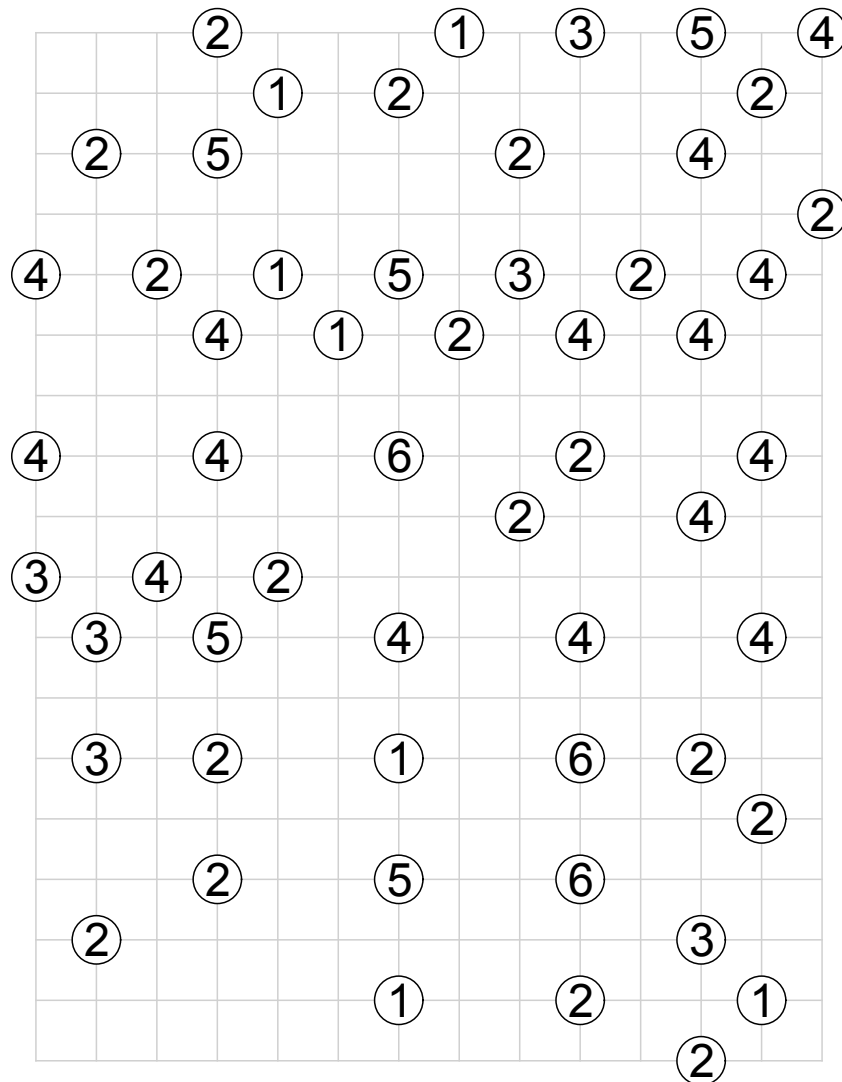 2 1 3 5 4
1 2 2
2 5 2 4
2
4 2 1 5 3 2 4
4 1 2 4 4
4 4 6 2 4
2 4
3 4 2
3 5 4 4 4
3 2 1 6 2
2
2 5 6
2 3
1 2 1
2